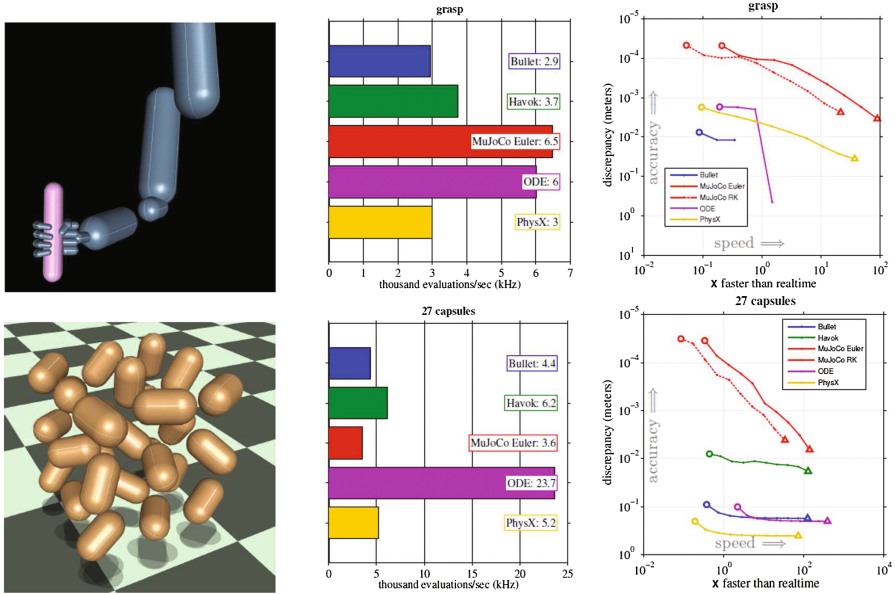 grasp
Bullet: 2.9
Havok: 3.7
MuJoCo Euler: 6.5
ODE: 6
PhysX: 3
0 1 2 3 4 5 6 7
thousand evaluations/sec (kHz)
grasp
10^-5
10^-4
10^-3
10^-2
10^-1
10^0
10^1
discrepancy (meters)
accuracy ⟹
Bullet
MuJoCo Euler
MuJoCo RK
ODE
PhysX
speed ⟹
10^-2 10^-1 10^0 10^1 10^2
x faster than realtime
27 capsules
Bullet: 4.4
Havok: 6.2
MuJoCo Euler: 3.6
ODE: 23.7
PhysX: 5.2
0 5 10 15 20 25
thousand evaluations/sec (kHz)
27 capsules
10^-5
10^-4
10^-3
10^-2
10^-1
10^0
discrepancy (meters)
accuracy ⟹
Bullet
Havok
MuJoCo Euler
MuJoCo RK
ODE
PhysX
speed ⟹
10^-2 10^0 10^2 10^4
x faster than realtime